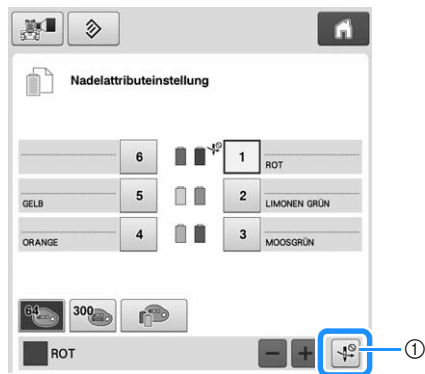 Nadelattributeinstellung
6 1 ROT
GELB 5 2 LIMONEN GRÜN
ORANGE 4 3 MOOSGRÜN
64 300
ROT − +
①